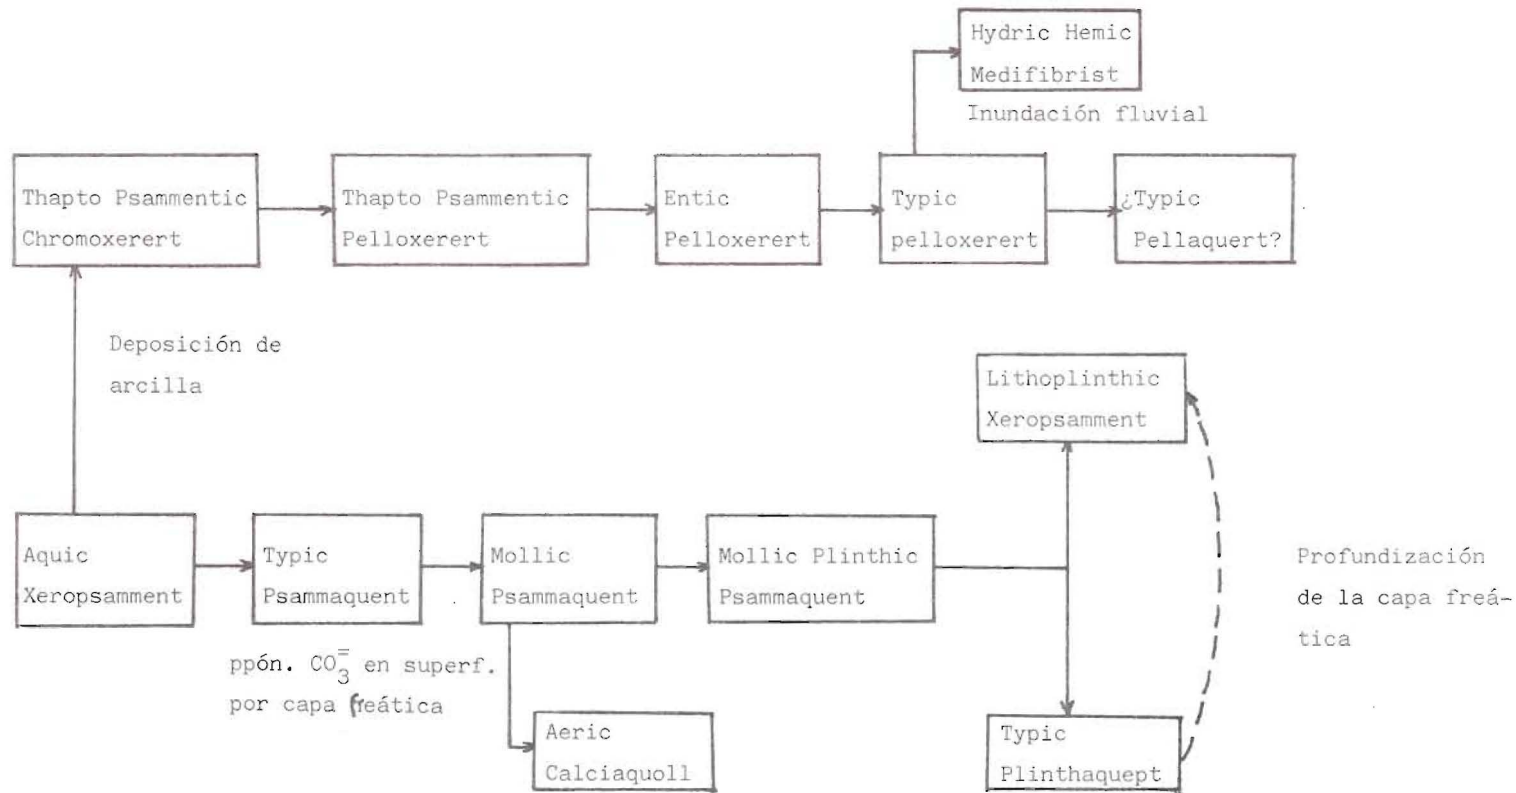 Hydric Hemic
Medifibrist
Inundación fluvial
Thapto Psammentic
Chromoxerert
Thapto Psammentic
Pelloxerert
Entic
Pelloxerert
Typic
pelloxerert
¿Typic
Pellaquert?
Deposición de
arcilla
Lithoplinthic
Xeropsamment
Aquic
Xeropsamment
Typic
Psammaquent
Mollic
Psammaquent
Mollic Plinthic
Psammaquent
Profundización
de la capa freá-
tica
ppón. CO₃⁼ en superf.
por capa freática
Aeric
Calciaquoll
Typic
Plinthaquept